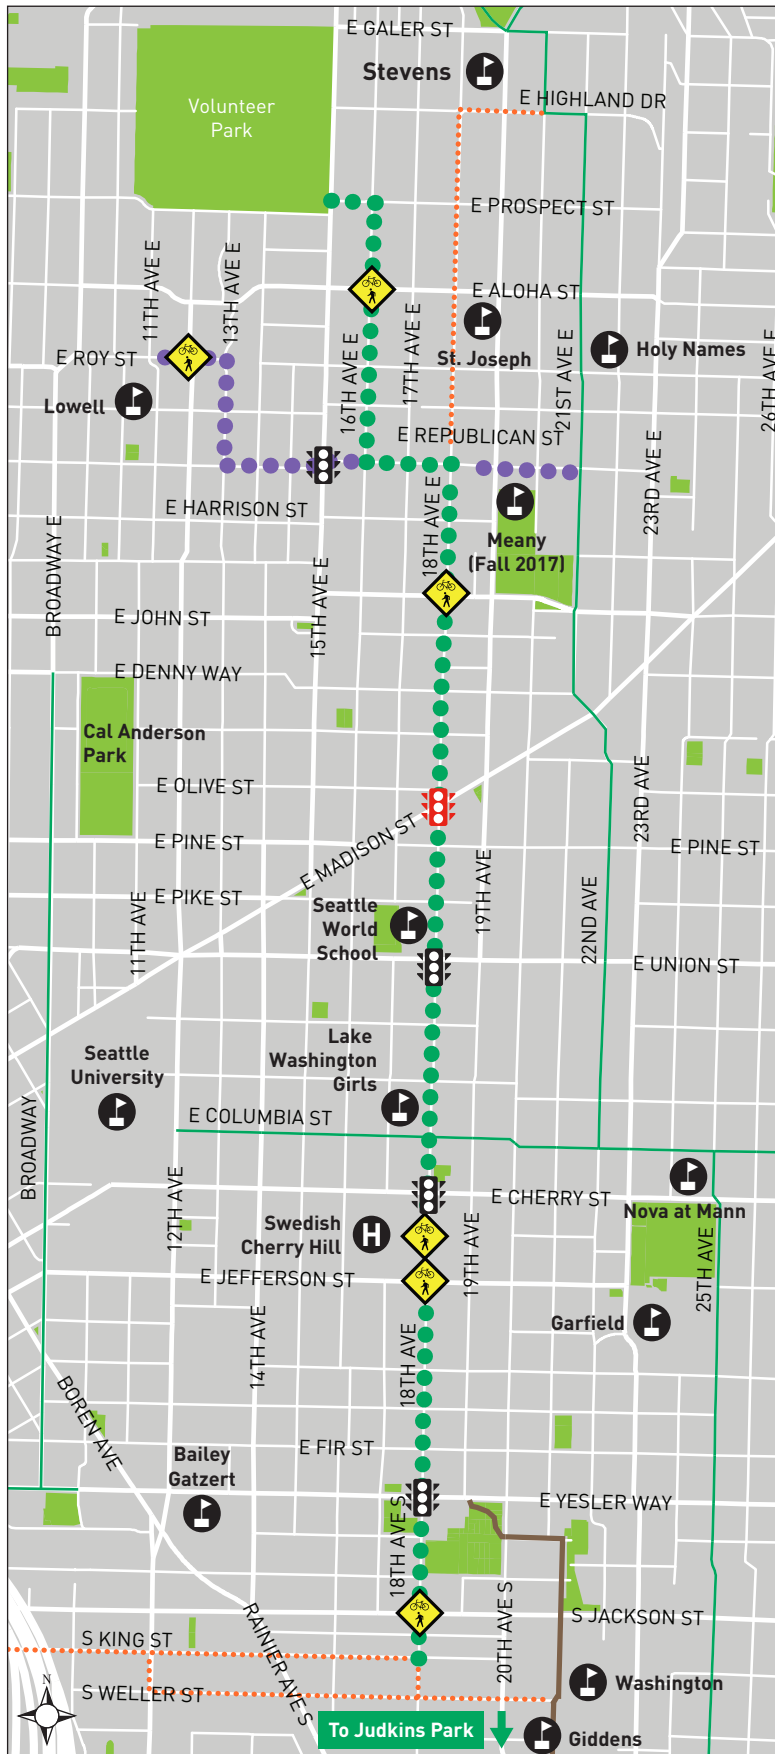 E GALER ST
Stevens
E HIGHLAND DR
Volunteer
Park
E PROSPECT ST
11TH AVE E
13TH AVE E
E ALOHA ST
17TH AVE E
16TH AVE E
St. Joseph
21ST AVE E
Holy Names
26TH AVE E
E ROY ST
Lowell
E REPUBLICAN ST
23RD AVE E
E HARRISON ST
18TH AVE E
Meany
(Fall 2017)
BROADWAY E
15TH AVE E
E JOHN ST
E DENNY WAY
Cal Anderson
Park
E OLIVE ST
23RD AVE
E PINE ST
E MADISON ST
E PINE ST
E PIKE ST
19TH AVE
22ND AVE
11TH AVE
Seattle
World
School
E UNION ST
Lake
Washington
Girls
Seattle
University
E COLUMBIA ST
BROADWAY
12TH AVE
E CHERRY ST
Nova at Mann
Swedish
Cherry Hill
H
19TH AVE
25TH AVE
E JEFFERSON ST
Garfield
14TH AVE
18TH AVE
BOREN AVE
E FIR ST
Bailey
Gatzert
E YESLER WAY
18TH AVE S
20TH AVE S
S JACKSON ST
RAINIER AVE S
S KING ST
N
S WELLER ST
Washington
To Judkins Park
Giddens